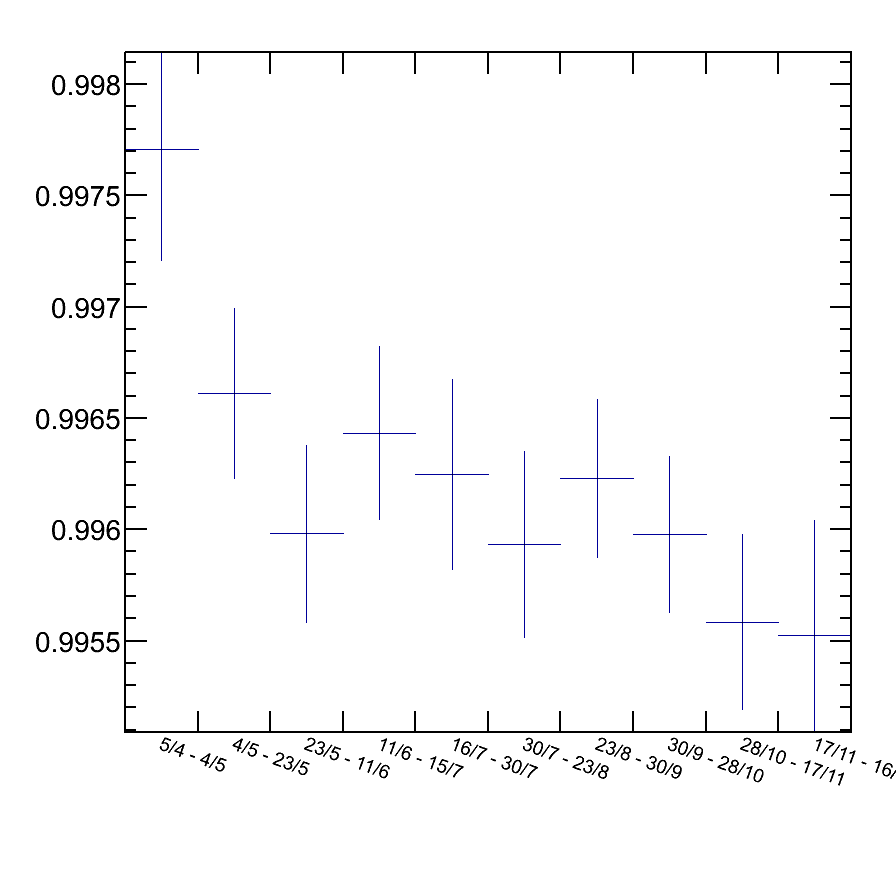 0.998
0.9975
0.997
0.9965
0.996
0.9955
5/4 - 4/5
4/5 - 23/5
23/5 - 11/6
11/6 - 15/7
16/7 - 30/7
30/7 - 23/8
23/8 - 30/9
30/9 - 28/10
28/10 - 17/11
17/11 - 16/